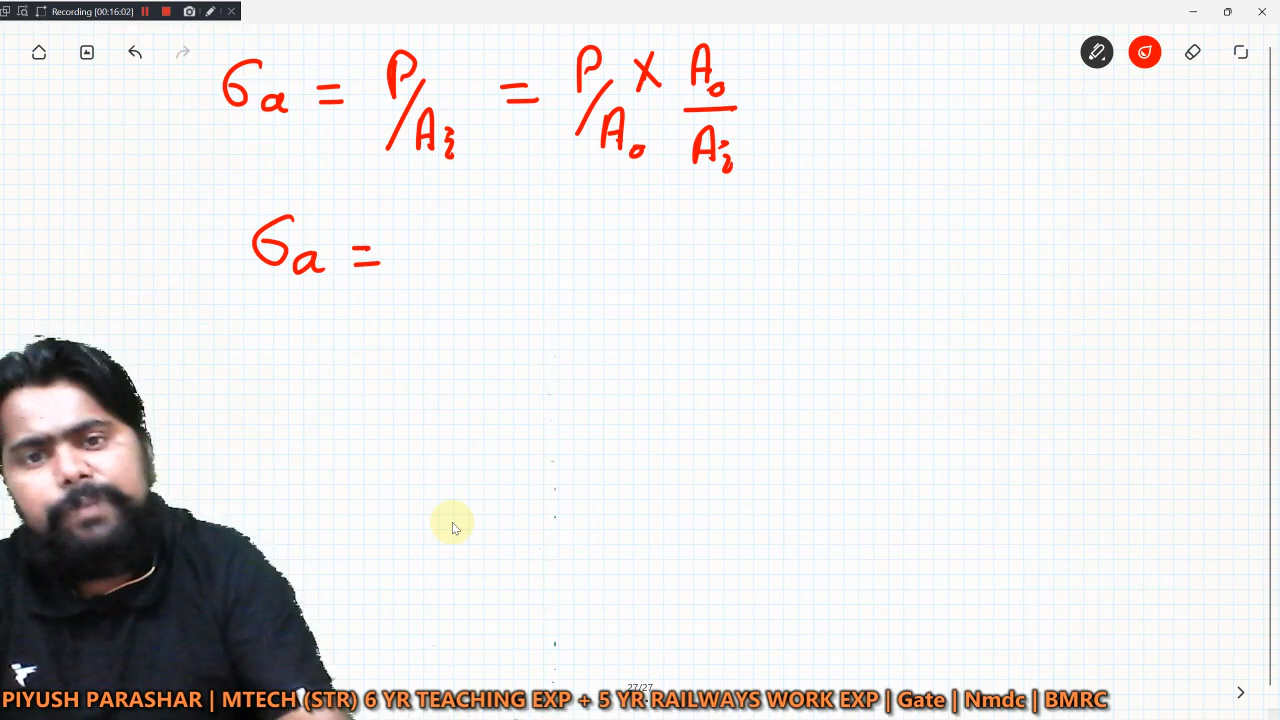 Recording [00:16:02]
σa = P/Ai = P/A₀ × A₀/Ai
σa =
27/27
PIYUSH PARASHAR | MTECH (STR) 6 YR TEACHING EXP + 5 YR RAILWAYS WORK EXP | Gate | Nmdc | BMRC